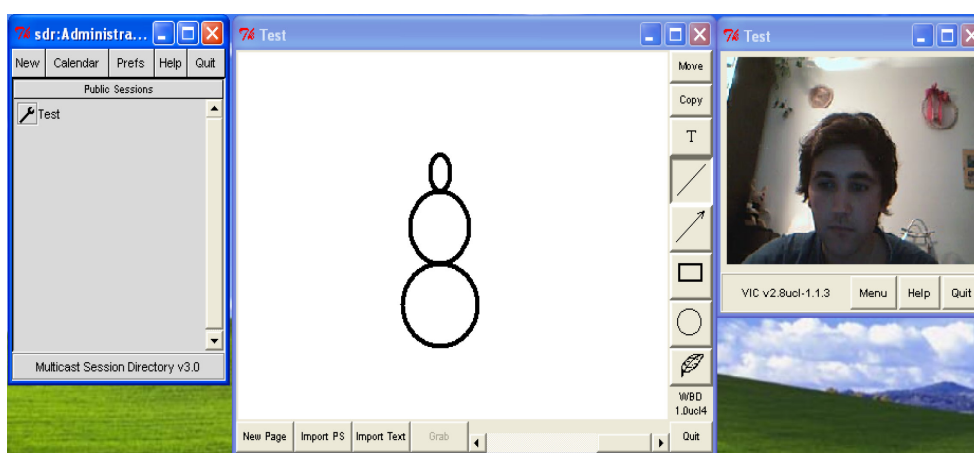 sdr:Administra...
New Calendar Prefs Help Quit
Public Sessions
Test
Multicast Session Directory v3.0
Test
Move
Copy
T
WBD
1.0ucl4
New Page Import PS Import Text Grab Quit
Test
VIC v2.8ucl-1.1.3 Menu Help Quit